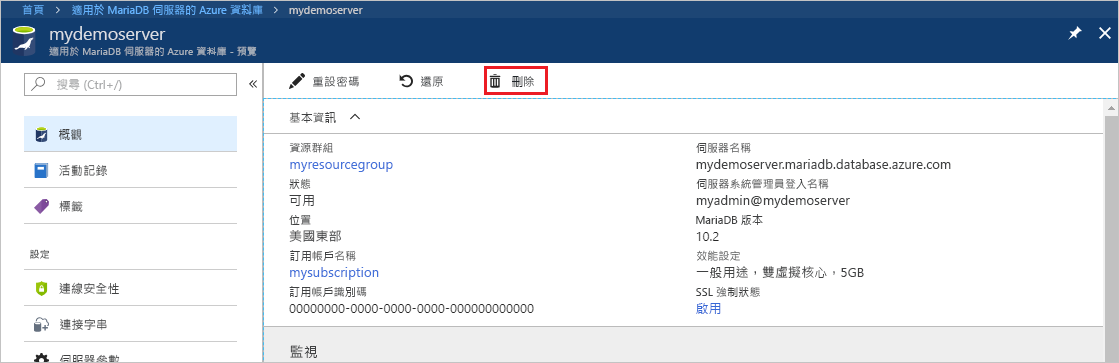 首頁 > 適用於 MariaDB 伺服器的 Azure 資料庫 > mydemoserver
mydemoserver
適用於 MariaDB 伺服器的 Azure 資料庫 - 預覽
搜尋 (Ctrl+/)
概觀
活動記錄
標籤
設定
連線安全性
連接字串
伺服器參數
重設密碼 還原 刪除
基本資訊
資源群組
myresourcegroup
狀態
可用
位置
美國東部
訂用帳戶名稱
mysubscription
訂用帳戶識別碼
00000000-0000-0000-0000-000000000000
伺服器名稱
mydemoserver.mariadb.database.azure.com
伺服器系統管理員登入名稱
myadmin@mydemoserver
MariaDB 版本
10.2
效能設定
一般用途，雙虛擬核心，5GB
SSL 強制狀態
啟用
監視